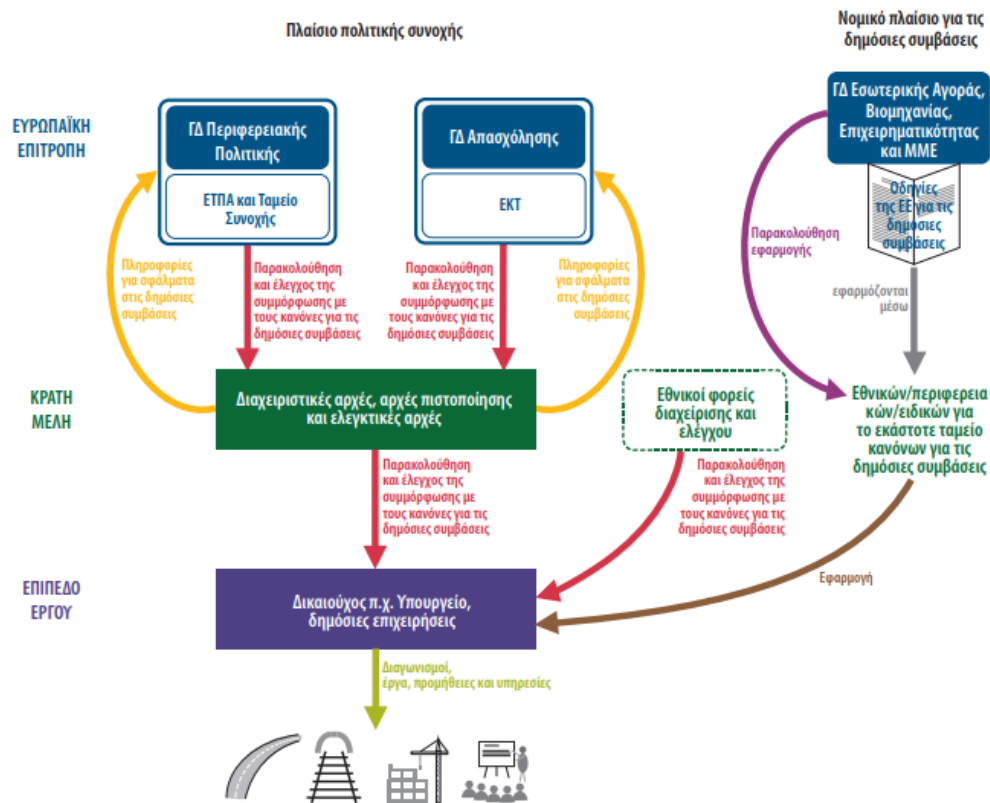 Πλαίσιο πολιτικής συνοχής
Νομικό πλαίσιο για τις
δημόσιες συμβάσεις
ΕΥΡΩΠΑΪΚΗ
ΕΠΙΤΡΟΠΗ
ΓΔ Περιφερειακής
Πολιτικής
ΕΤΠΑ και Ταμείο
Συνοχής
ΓΔ Απασχόλησης
ΕΚΤ
ΓΔ Εσωτερικής Αγοράς,
Βιομηχανίας,
Επιχειρηματικότητας
και ΜΜΕ
Οδηγίες
της ΕΕ για τις
δημόσιες
συμβάσεις
Πληροφορίες
για σφάλματα
στις δημόσιες
συμβάσεις
Παρακολούθηση
και έλεγχος της
συμμόρφωσης με
τους κανόνες για τις
δημόσιες συμβάσεις
Παρακολούθηση
και έλεγχος της
συμμόρφωσης με
τους κανόνες για τις
δημόσιες συμβάσεις
Πληροφορίες
για σφάλματα
στις δημόσιες
συμβάσεις
Παρακολούθηση
εφαρμογής
εφαρμόζονται
μέσω
ΚΡΑΤΗ
ΜΕΛΗ
Διαχειριστικές αρχές, αρχές πιστοποίησης
και ελεγκτικές αρχές
Εθνικοί φορείς
διαχείρισης και
ελέγχου
Εθνικών/περιφερεια
κών/ειδικών για
το εκάστοτε ταμείο
κανόνων για τις
δημόσιες συμβάσεις
Παρακολούθηση
και έλεγχος της
συμμόρφωσης με
τους κανόνες για τις
δημόσιες συμβάσεις
Παρακολούθηση
και έλεγχος της
συμμόρφωσης με
τους κανόνες για τις
δημόσιες συμβάσεις
ΕΠΙΠΕΔΟ
ΕΡΓΟΥ
Δικαιούχος π.χ. Υπουργείο,
δημόσιες επιχειρήσεις
Εφαρμογή
Διαγωνισμοί,
έργα, προμήθειες και υπηρεσίες